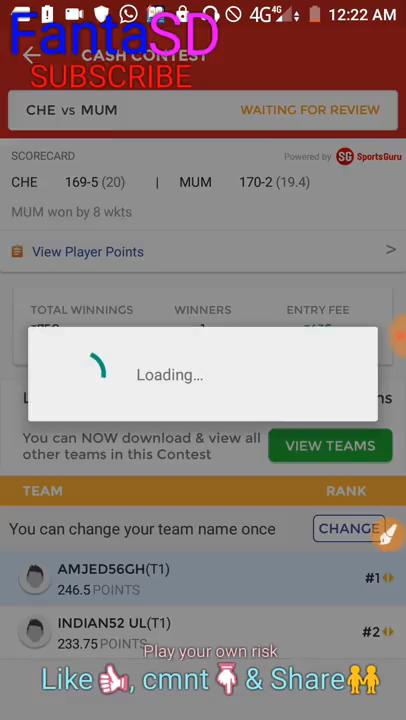 4G 4G 12:22 AM
FantaSD
CASH CONTEST
SUBSCRIBE
CHE vs MUM WAITING FOR REVIEW
SCORECARD Powered by SG SportsGuru
CHE 169-5 (20) | MUM 170-2 (19.4)
MUM won by 8 wkts
View Player Points >
TOTAL WINNINGS WINNERS ENTRY FEE
Loading...
You can NOW download & view all
other teams in this Contest
VIEW TEAMS
TEAM RANK
You can change your team name once CHANGE
AMJED56GH(T1)
246.5 POINTS
#1
INDIAN52 UL(T1)
233.75 POINTS
#2
Play your own risk
Like👍, cmnt👇& Share👬